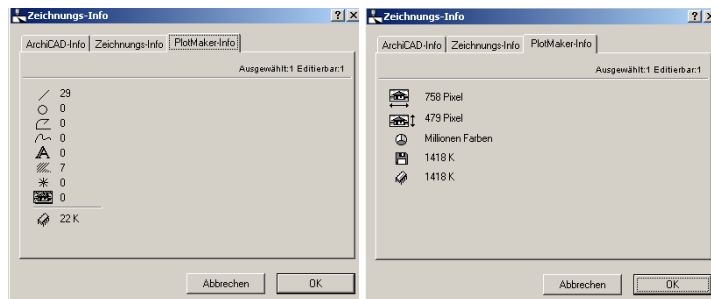 Zeichnungs-Info
ArchiCAD-Info Zeichnungs-Info PlotMaker-Info
Ausgewählt:1 Editierbar:1
29
0
0
0
0
7
0
0
22 K
Abbrechen OK
Zeichnungs-Info
ArchiCAD-Info Zeichnungs-Info PlotMaker-Info
Ausgewählt:1 Editierbar:1
758 Pixel
479 Pixel
Millionen Farben
1418 K
1418 K
Abbrechen OK